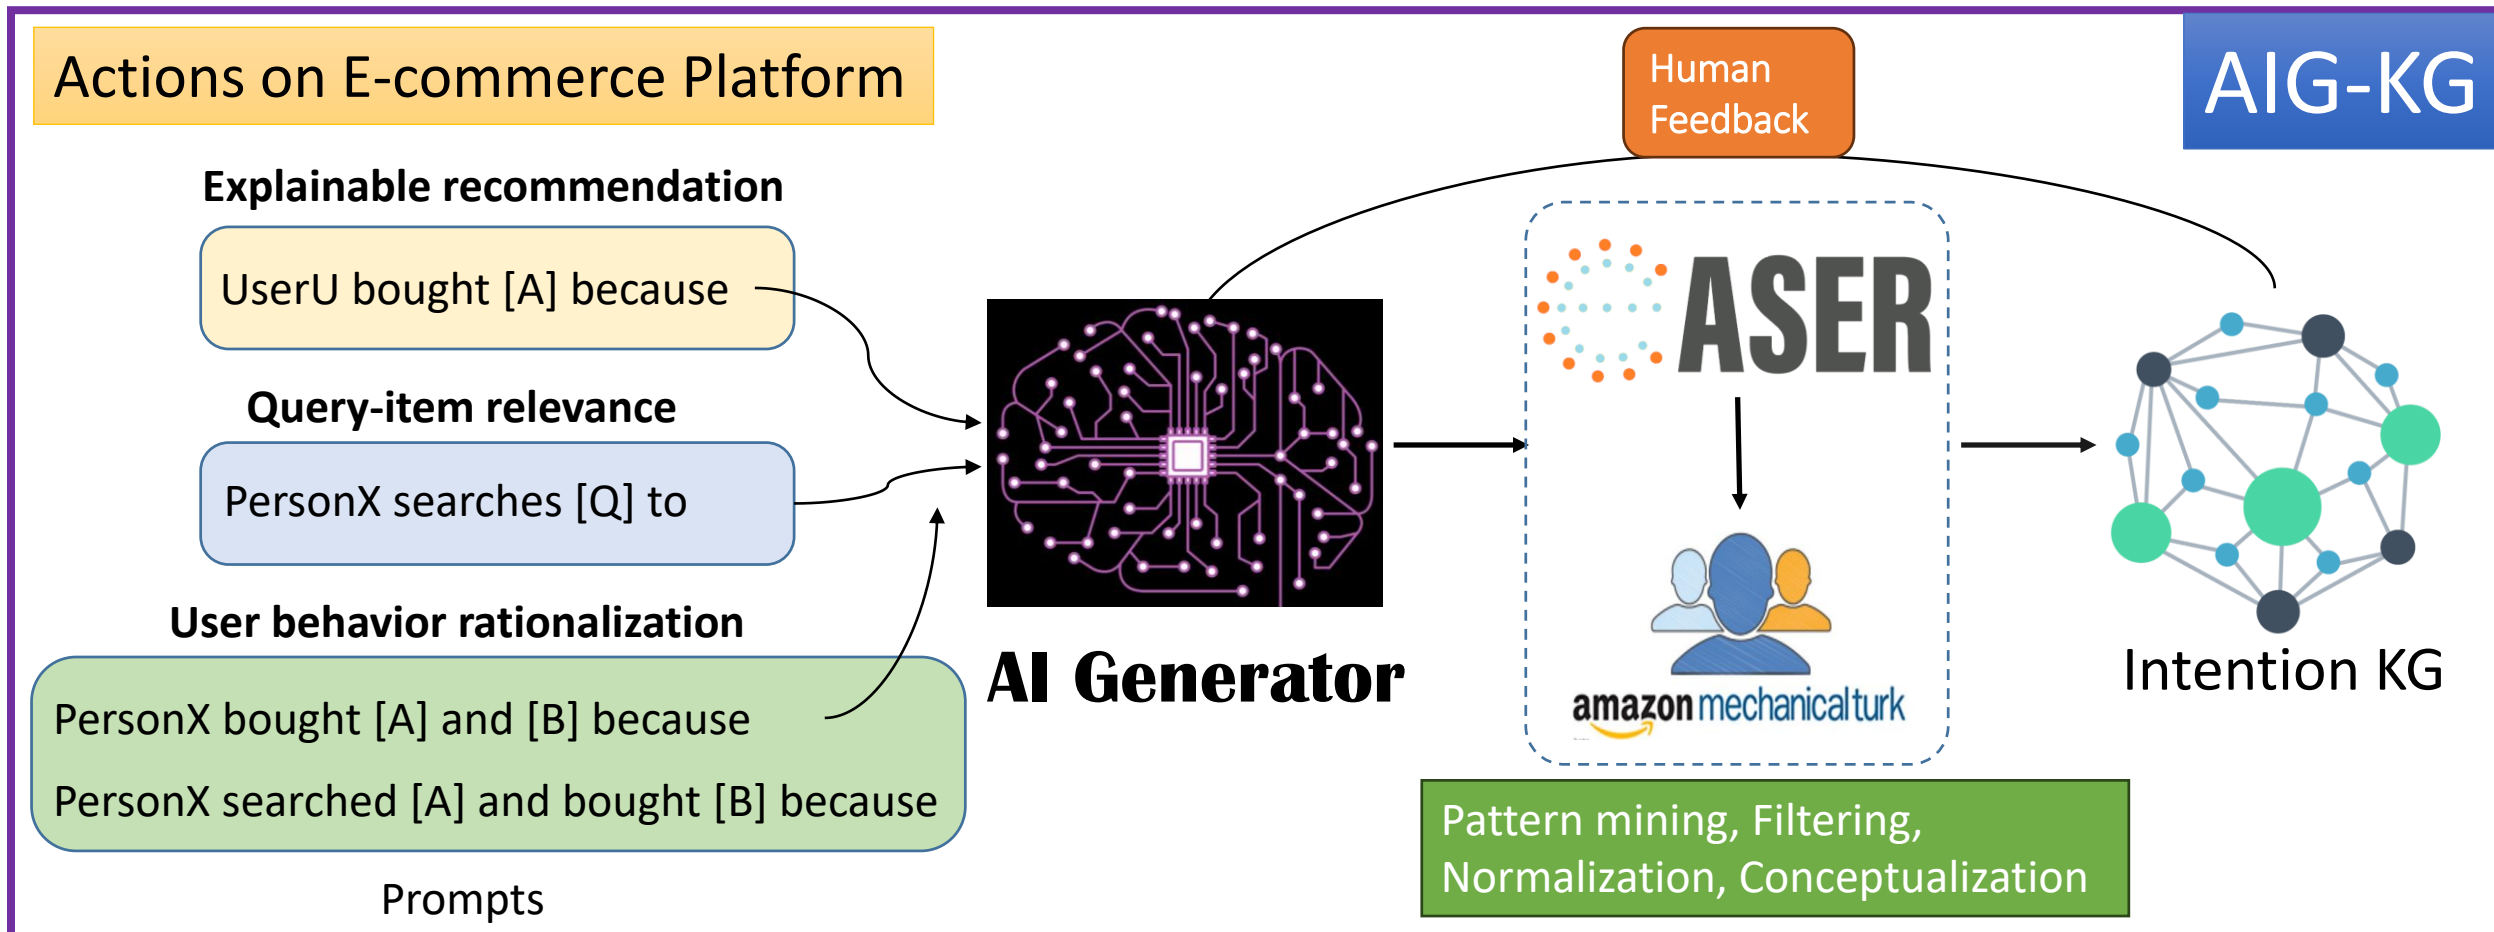 Actions on E-commerce Platform
Explainable recommendation
UserU bought [A] because
Query-item relevance
PersonX searches [Q] to
User behavior rationalization
PersonX bought [A] and [B] because
PersonX searched [A] and bought [B] because
Prompts
AI Generator
Human
Feedback
ASER
amazon mechanical turk
Pattern mining, Filtering,
Normalization, Conceptualization
AIG-KG
Intention KG